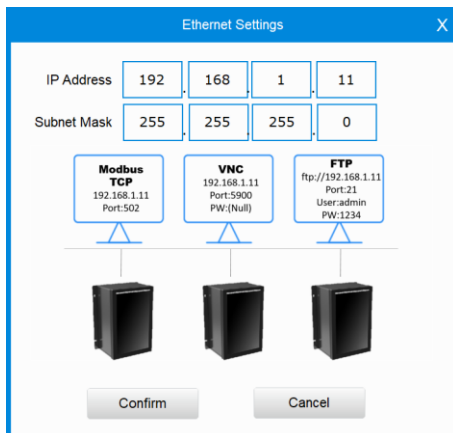 Ethernet Settings X
IP Address 192 . 168 . 1 . 11
Subnet Mask 255 . 255 . 255 . 0
Modbus
TCP
192.168.1.11
Port:502
VNC
192.168.1.11
Port:5900
PW:(Null)
FTP
ftp://192.168.1.11
Port:21
User:admin
PW:1234
Confirm Cancel